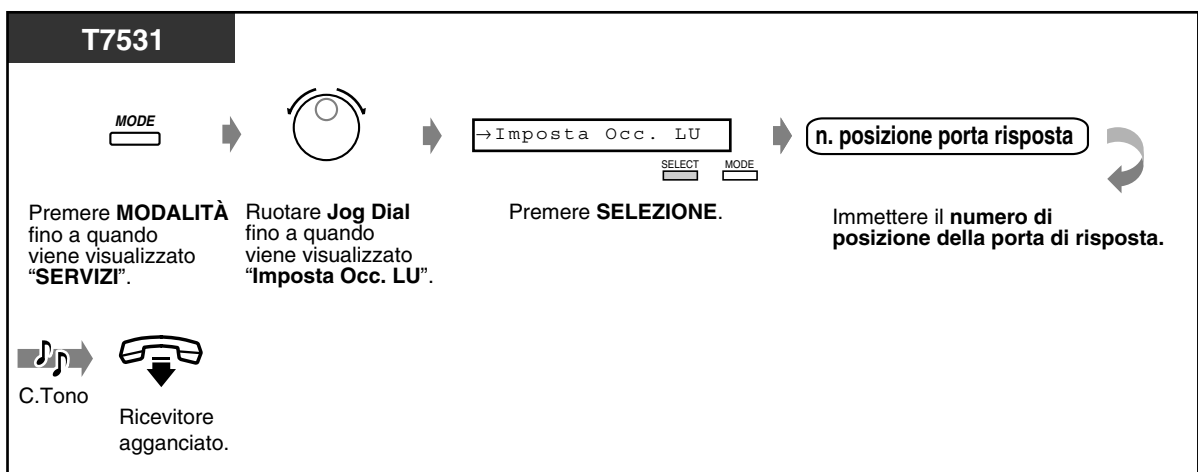 T7531
MODE
→Imposta Occ. LU
SELECT MODE
n. posizione porta risposta
Premere MODALITÀ
fino a quando
viene visualizzato
“SERVIZI”.
Ruotare Jog Dial
fino a quando
viene visualizzato
“Imposta Occ. LU”.
Premere SELEZIONE.
Immettere il numero di
posizione della porta di risposta.
C.Tono
Ricevitore
agganciato.